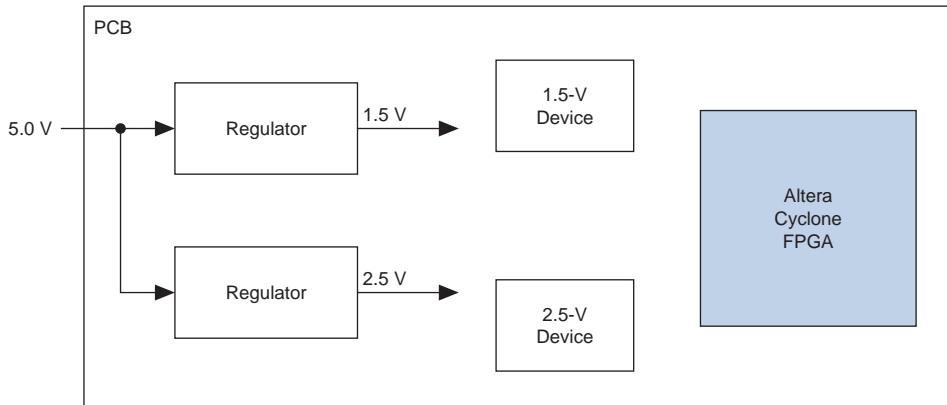 PCB
5.0 V
Regulator
1.5 V
1.5-V
Device
Altera
Cyclone
FPGA
Regulator
2.5 V
2.5-V
Device